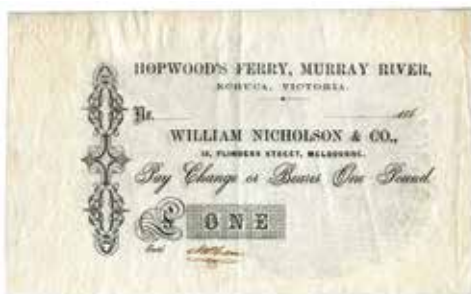 HOPWOOD'S FERRY, MURRAY RIVER,
ECHUCA, VICTORIA.
No. 186
WILLIAM NICHOLSON & CO.,
FLINDERS STREET, MELBOURNE.
Pay Change or Bearer One Pound
£ ONE